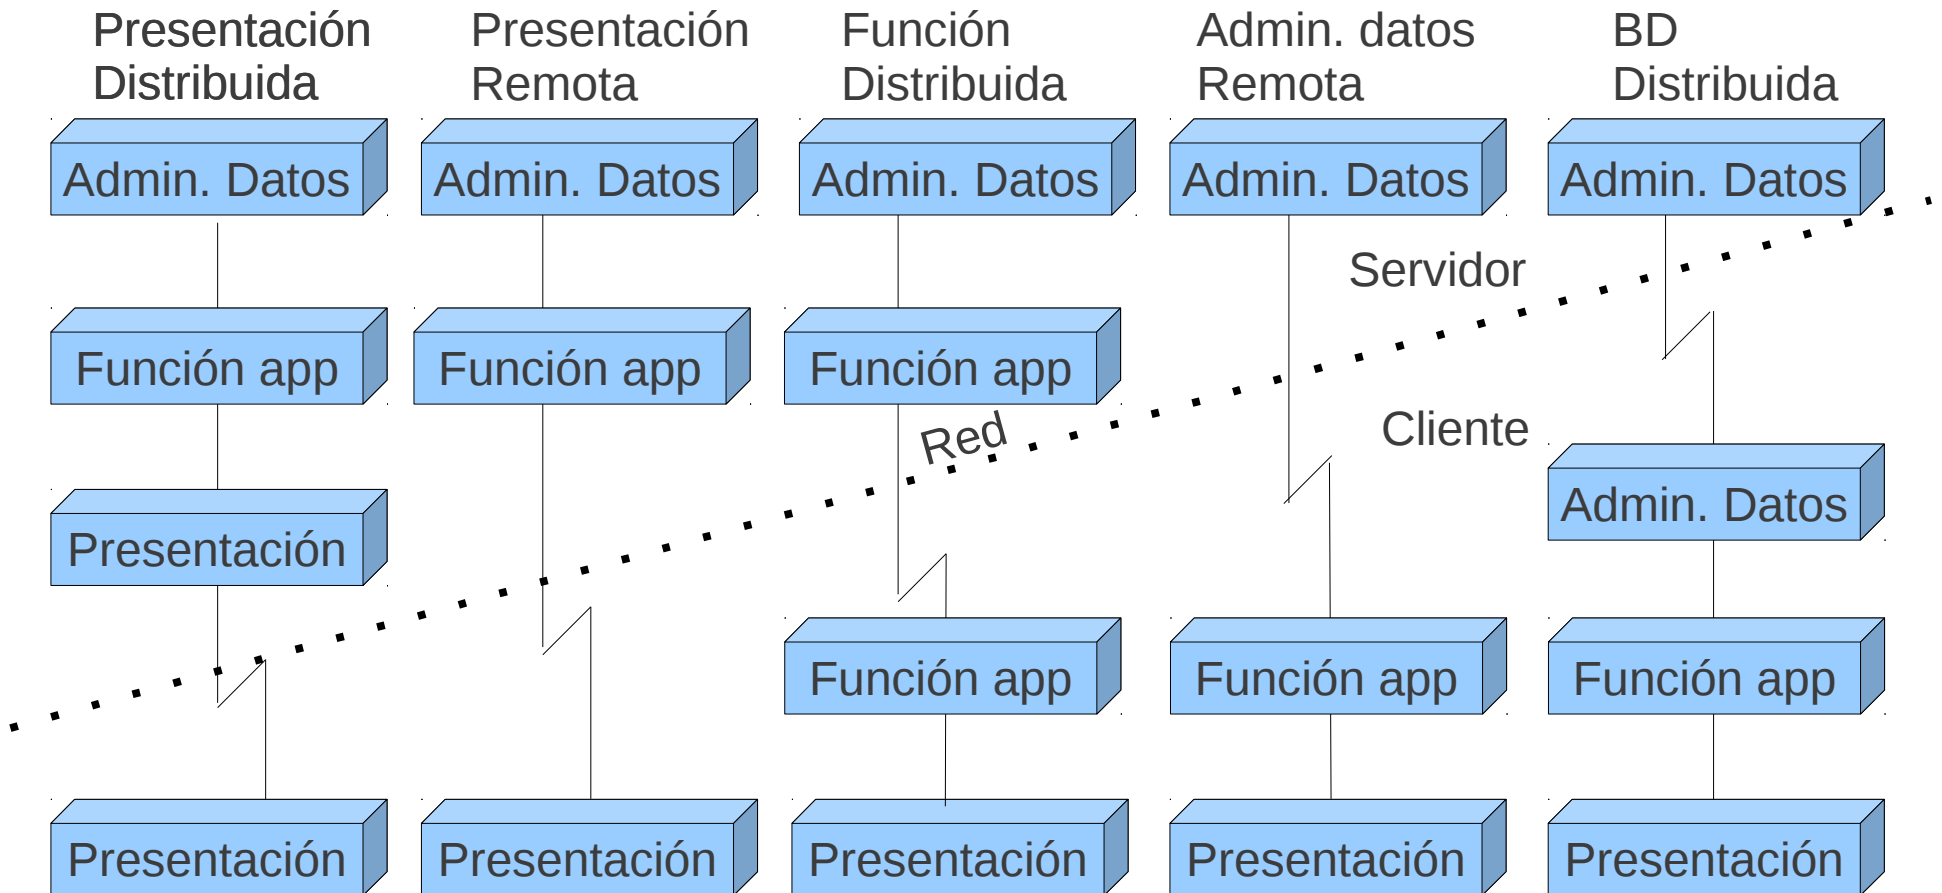 Presentación
Distribuida
Presentación
Remota
Función
Distribuida
Admin. datos
Remota
BD
Distribuida
Admin. Datos
Admin. Datos
Admin. Datos
Admin. Datos
Admin. Datos
Servidor
Función app
Función app
Función app
Red
Cliente
Presentación
Admin. Datos
Función app
Función app
Función app
Presentación
Presentación
Presentación
Presentación
Presentación